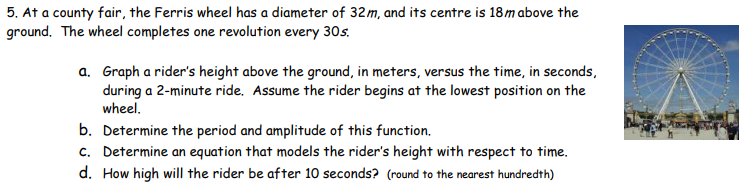 5. At a county fair, the Ferris wheel has a diameter of 32m, and its centre is 18m above the
ground. The wheel completes one revolution every 30s.
a. Graph a rider's height above the ground, in meters, versus the time, in seconds,
during a 2-minute ride. Assume the rider begins at the lowest position on the
wheel.
b. Determine the period and amplitude of this function.
c. Determine an equation that models the rider's height with respect to time.
d. How high will the rider be after 10 seconds? (round to the nearest hundredth)